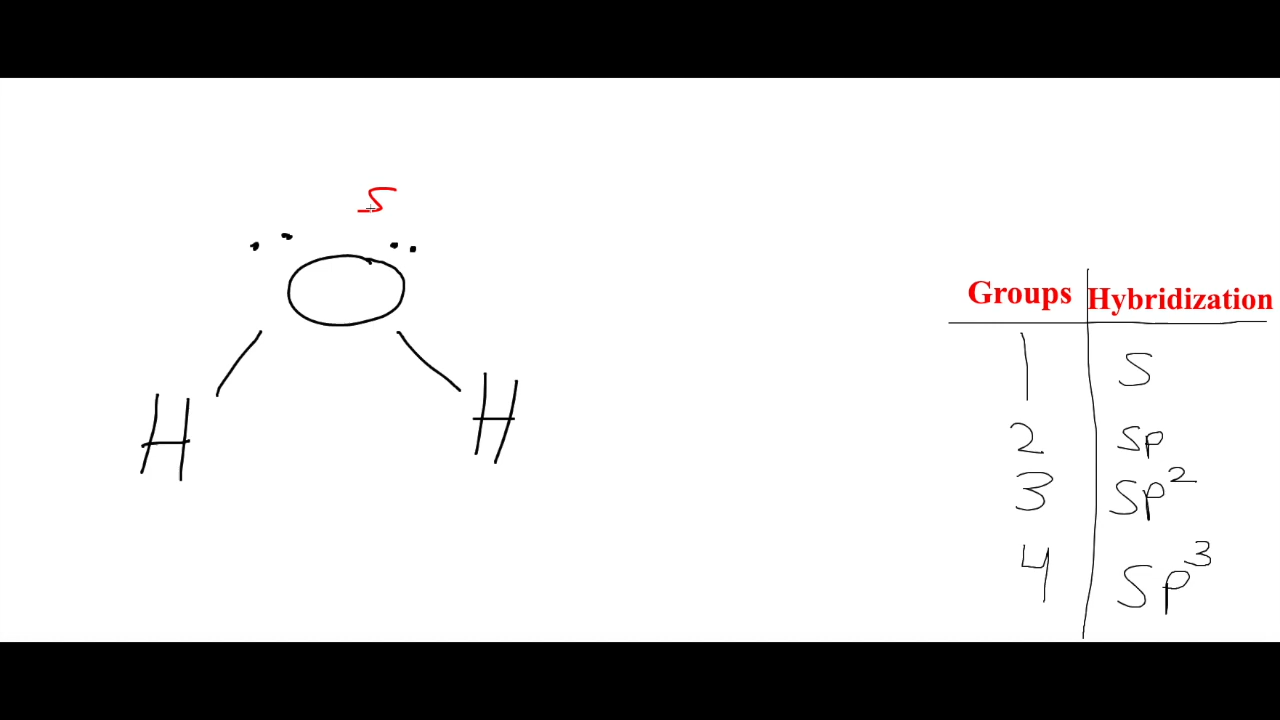 S
O
H H
Groups Hybridization
1 S
2 Sp
3 Sp²
4 Sp³